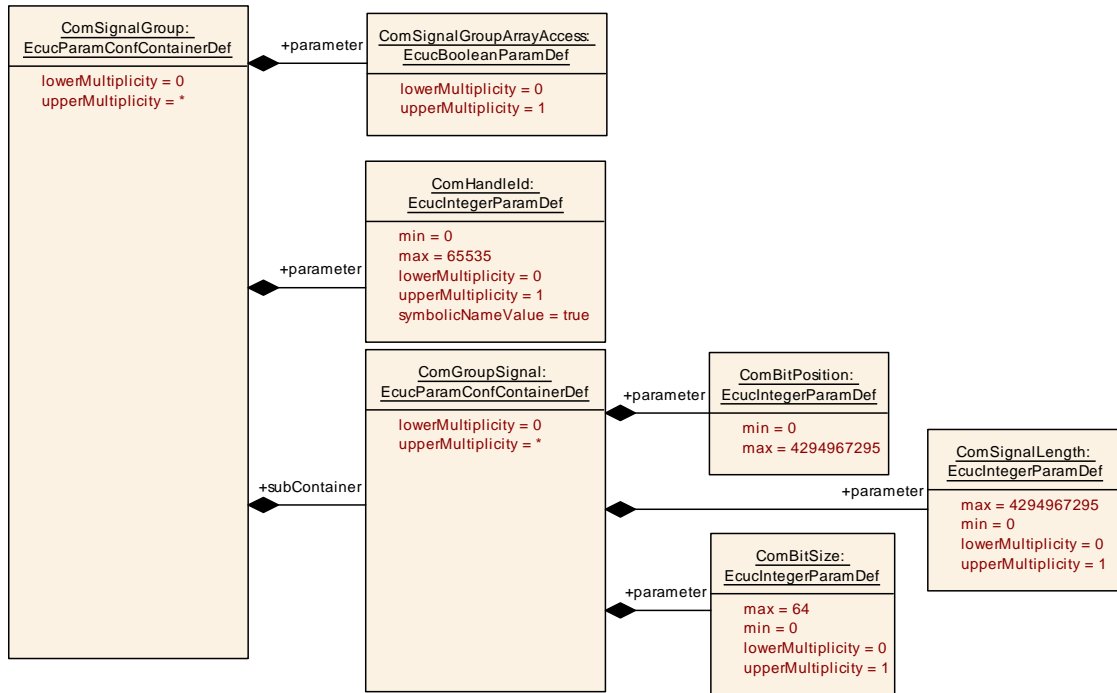 ComSignalGroup:
EcucParamConfContainerDef
lowerMultiplicity = 0
upperMultiplicity = *
+parameter
ComSignalGroupArrayAccess:
EcucBooleanParamDef
lowerMultiplicity = 0
upperMultiplicity = 1
+parameter
ComHandleId:
EcucIntegerParamDef
min = 0
max = 65535
lowerMultiplicity = 0
upperMultiplicity = 1
symbolicNameValue = true
+subContainer
ComGroupSignal:
EcucParamConfContainerDef
lowerMultiplicity = 0
upperMultiplicity = *
+parameter
ComBitPosition:
EcucIntegerParamDef
min = 0
max = 4294967295
+parameter
ComSignalLength:
EcucIntegerParamDef
max = 4294967295
min = 0
lowerMultiplicity = 0
upperMultiplicity = 1
+parameter
ComBitSize:
EcucIntegerParamDef
max = 64
min = 0
lowerMultiplicity = 0
upperMultiplicity = 1